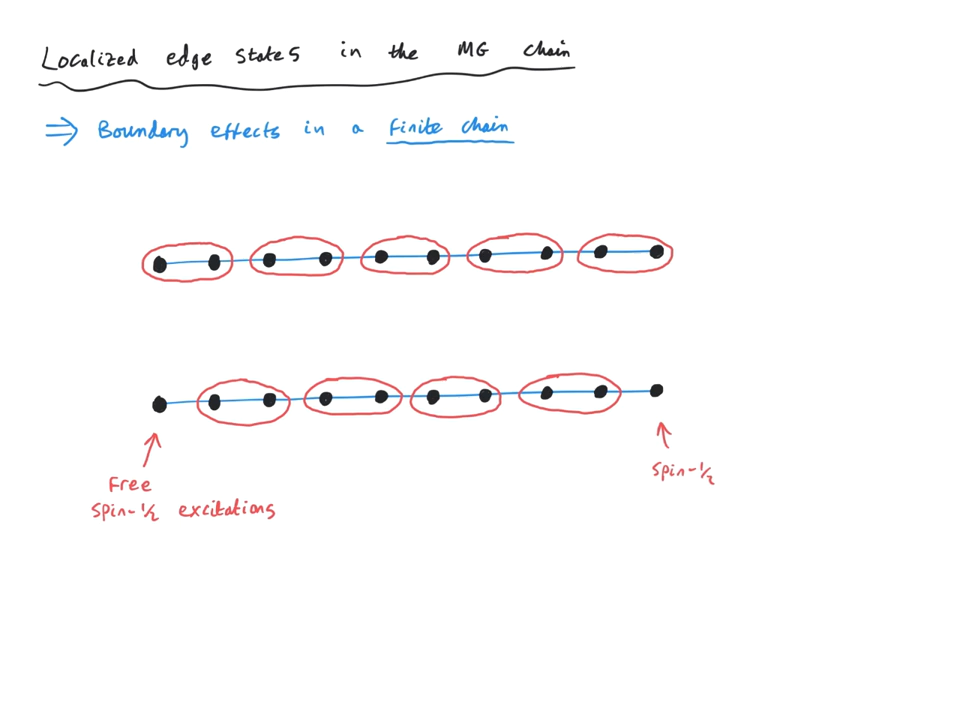 Localized edge states in the MG chain
⇒ Boundary effects in a finite chain
Free
spin-1/2 excitations
spin-1/2